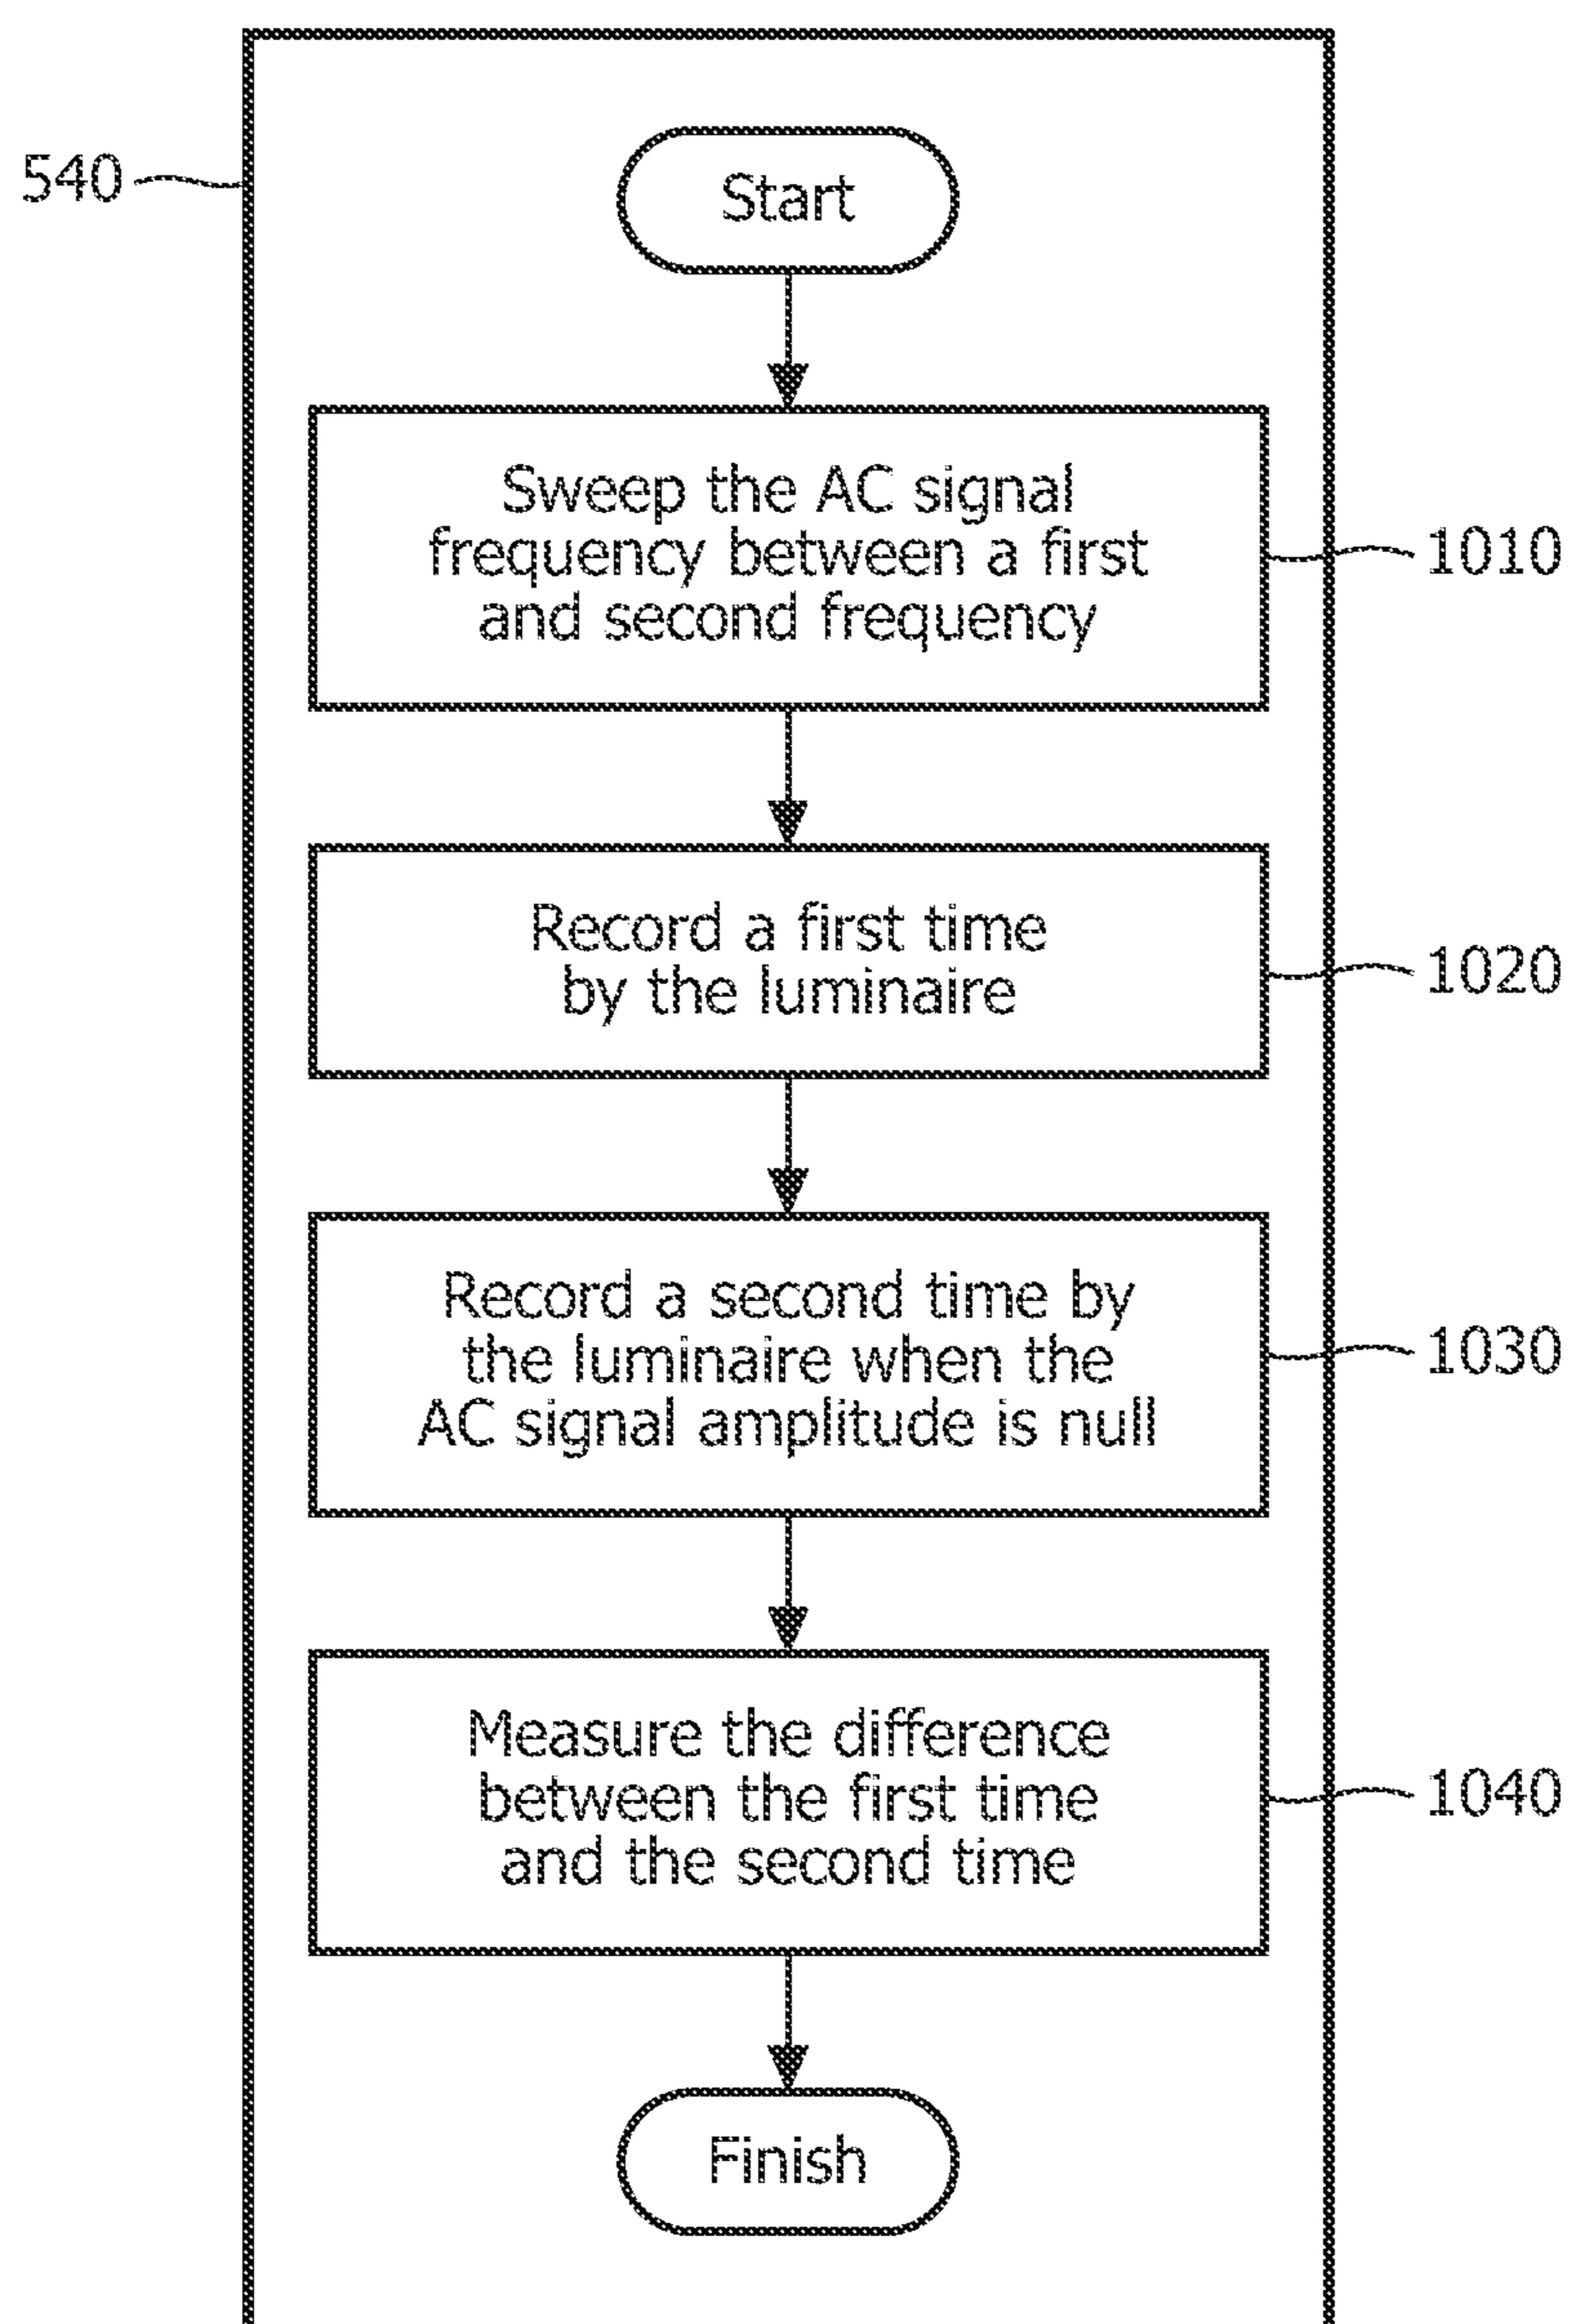 540
Start
Sweep the AC signal
frequency between a first
and second frequency
1010
Record a first time
by the luminaire
1020
Record a second time by
the luminaire when the
AC signal amplitude is null
1030
Measure the difference
between the first time
and the second time
1040
Finish